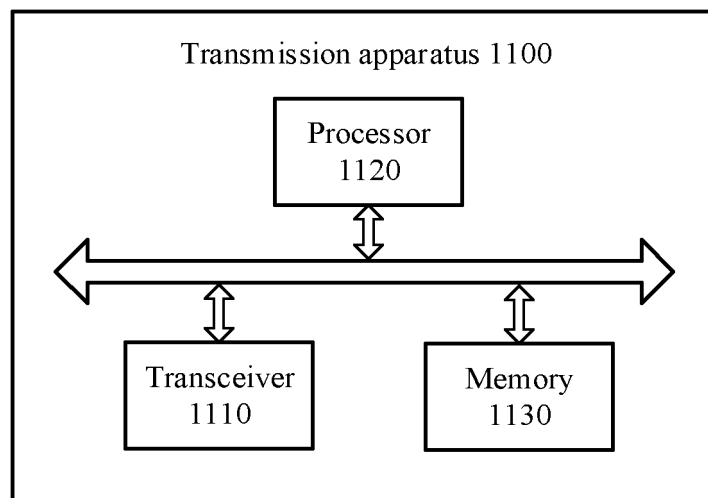 Transmission apparatus 1100
Processor
1120
Transceiver
1110
Memory
1130